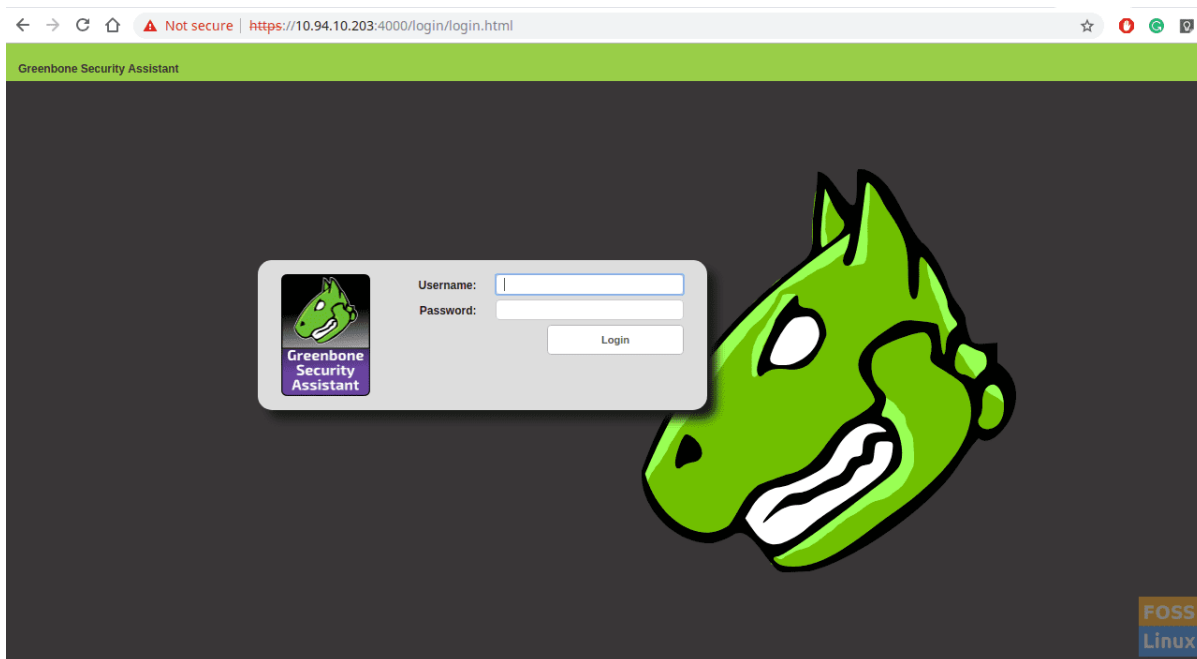 Not secure | https://10.94.10.203:4000/login/login.html
Greenbone Security Assistant
Username:
Password:
Login
Greenbone
Security
Assistant
FOSS
Linux